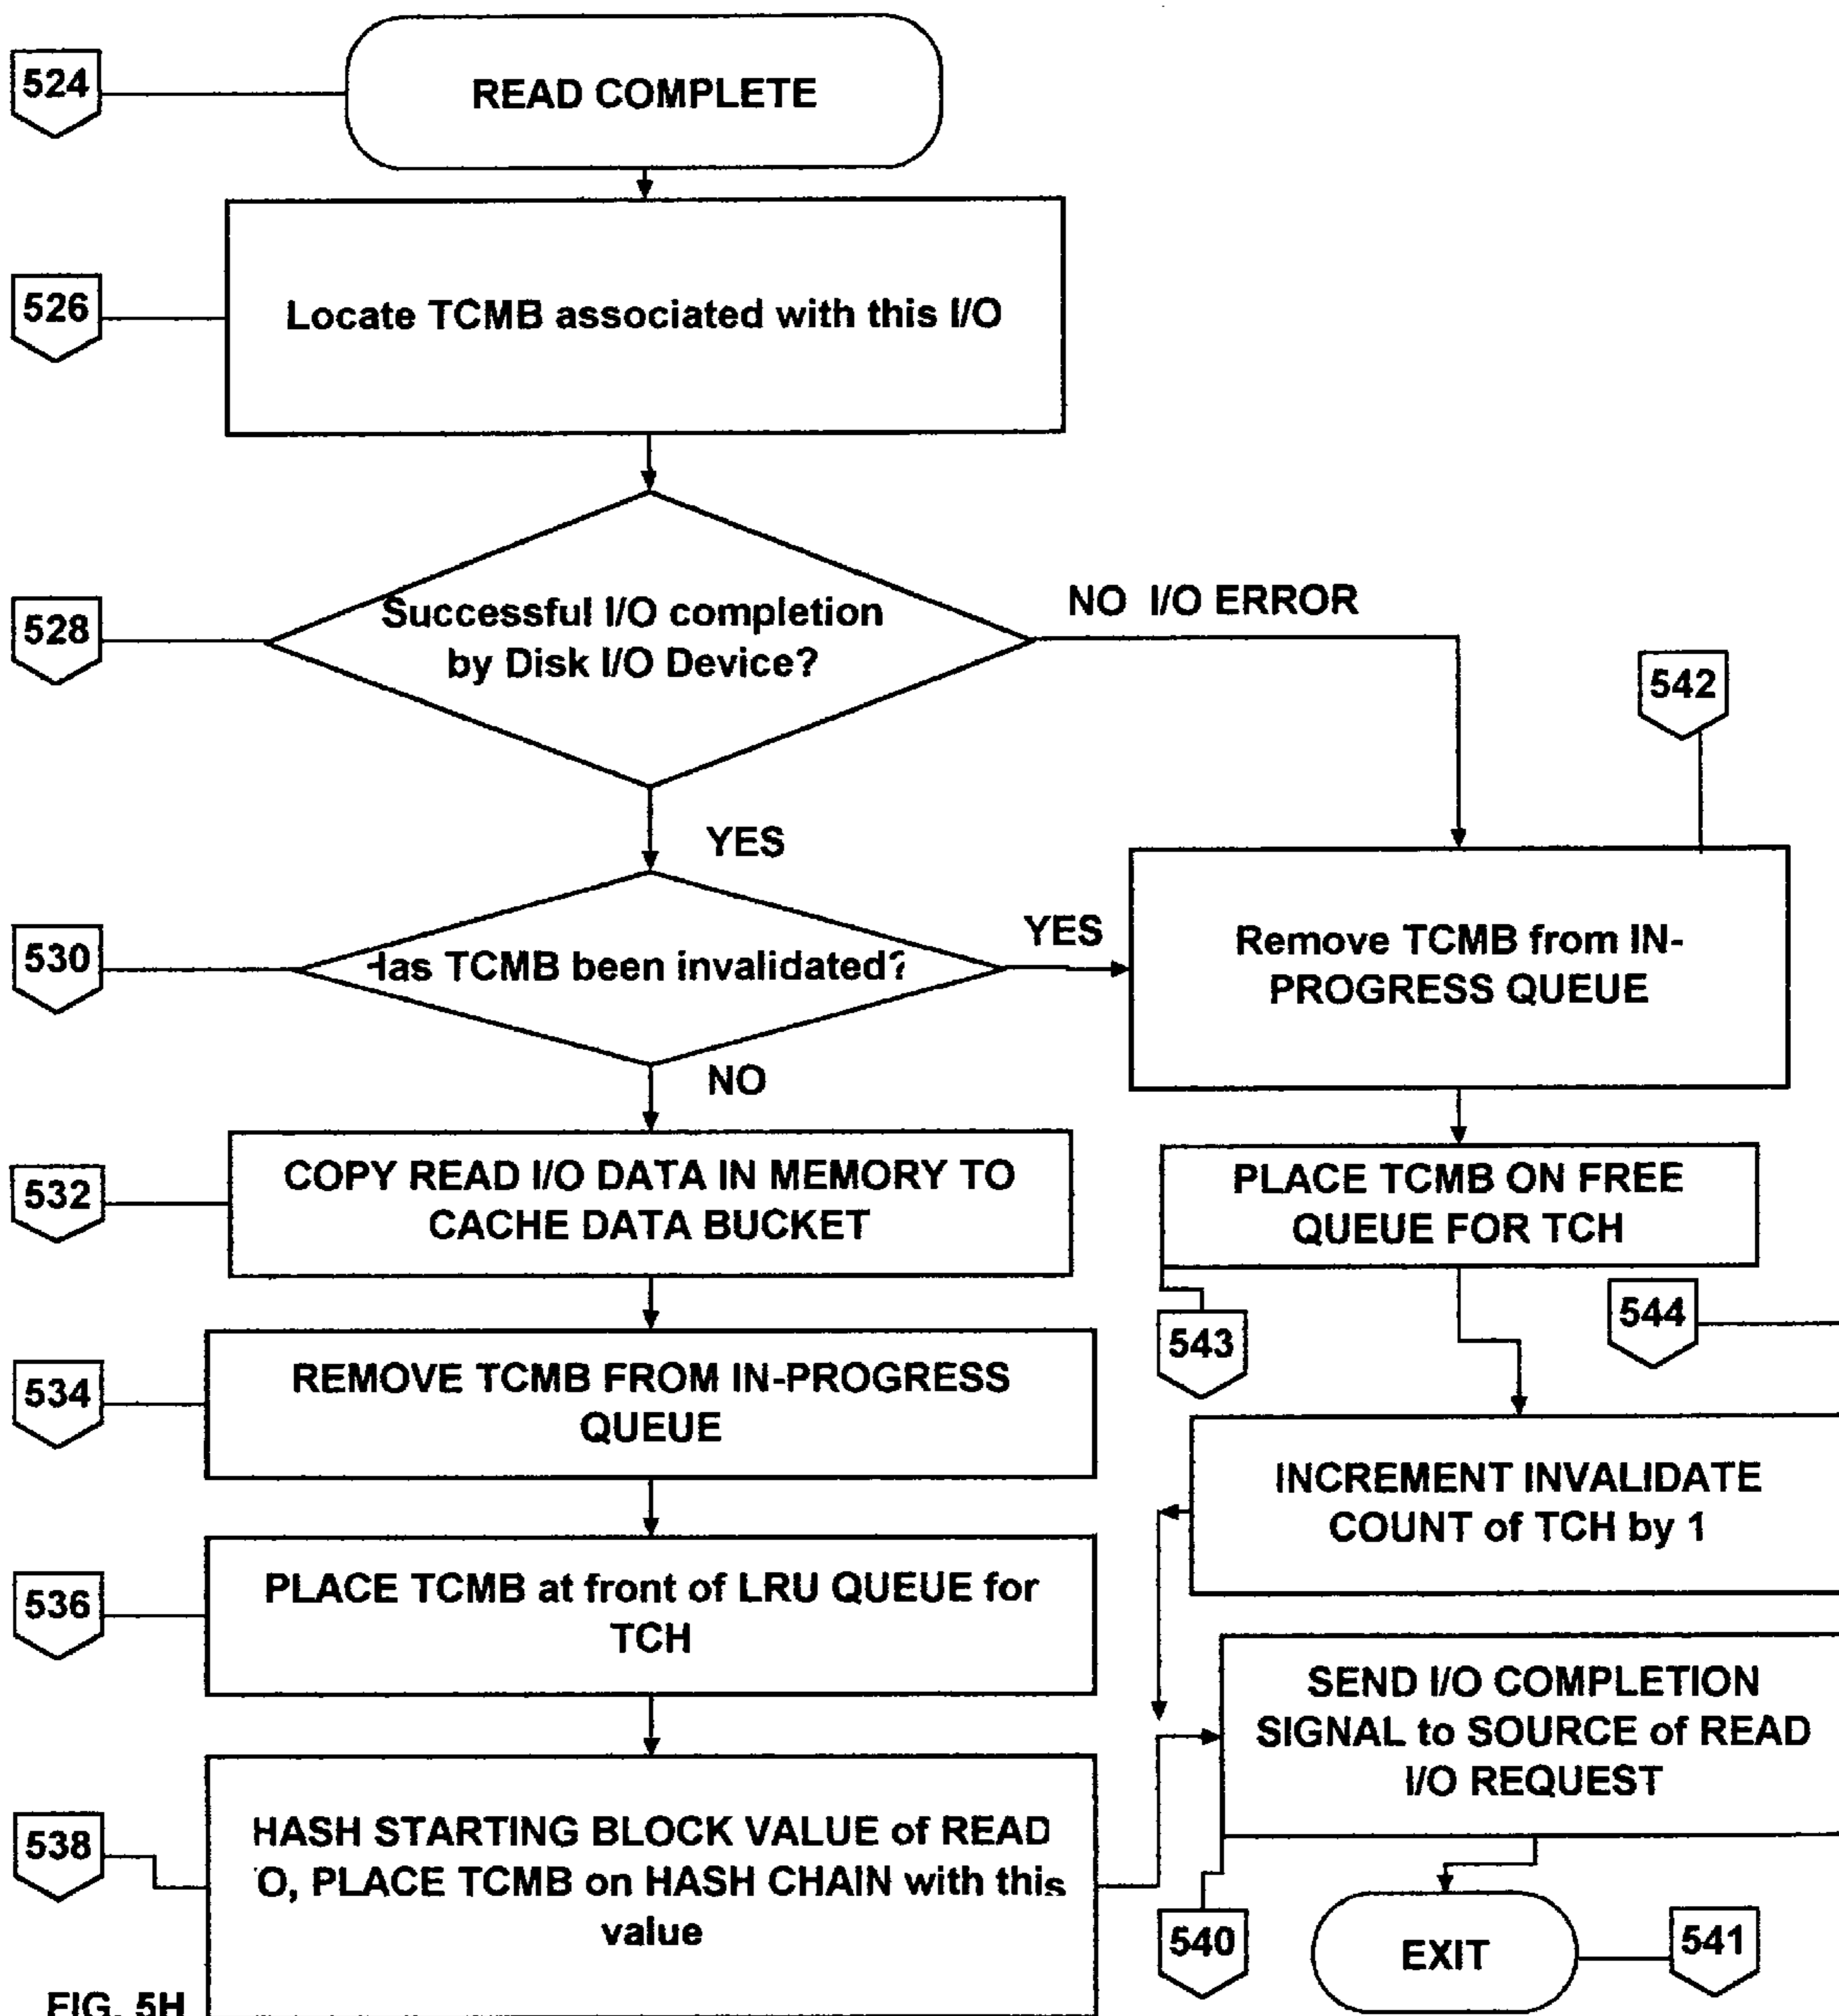 524
READ COMPLETE
526
Locate TCMB associated with this I/O
528
Successful I/O completion
by Disk I/O Device?
NO I/O ERROR
542
YES
530
Has TCMB been invalidated?
YES
Remove TCMB from IN-
PROGRESS QUEUE
NO
532
COPY READ I/O DATA IN MEMORY TO
CACHE DATA BUCKET
PLACE TCMB ON FREE
QUEUE FOR TCH
543
544
534
REMOVE TCMB FROM IN-PROGRESS
QUEUE
INCREMENT INVALIDATE
COUNT of TCH by 1
536
PLACE TCMB at front of LRU QUEUE for
TCH
SEND I/O COMPLETION
SIGNAL to SOURCE of READ
I/O REQUEST
538
HASH STARTING BLOCK VALUE of READ
O, PLACE TCMB on HASH CHAIN with this
value
540
EXIT
541
FIG. 5H